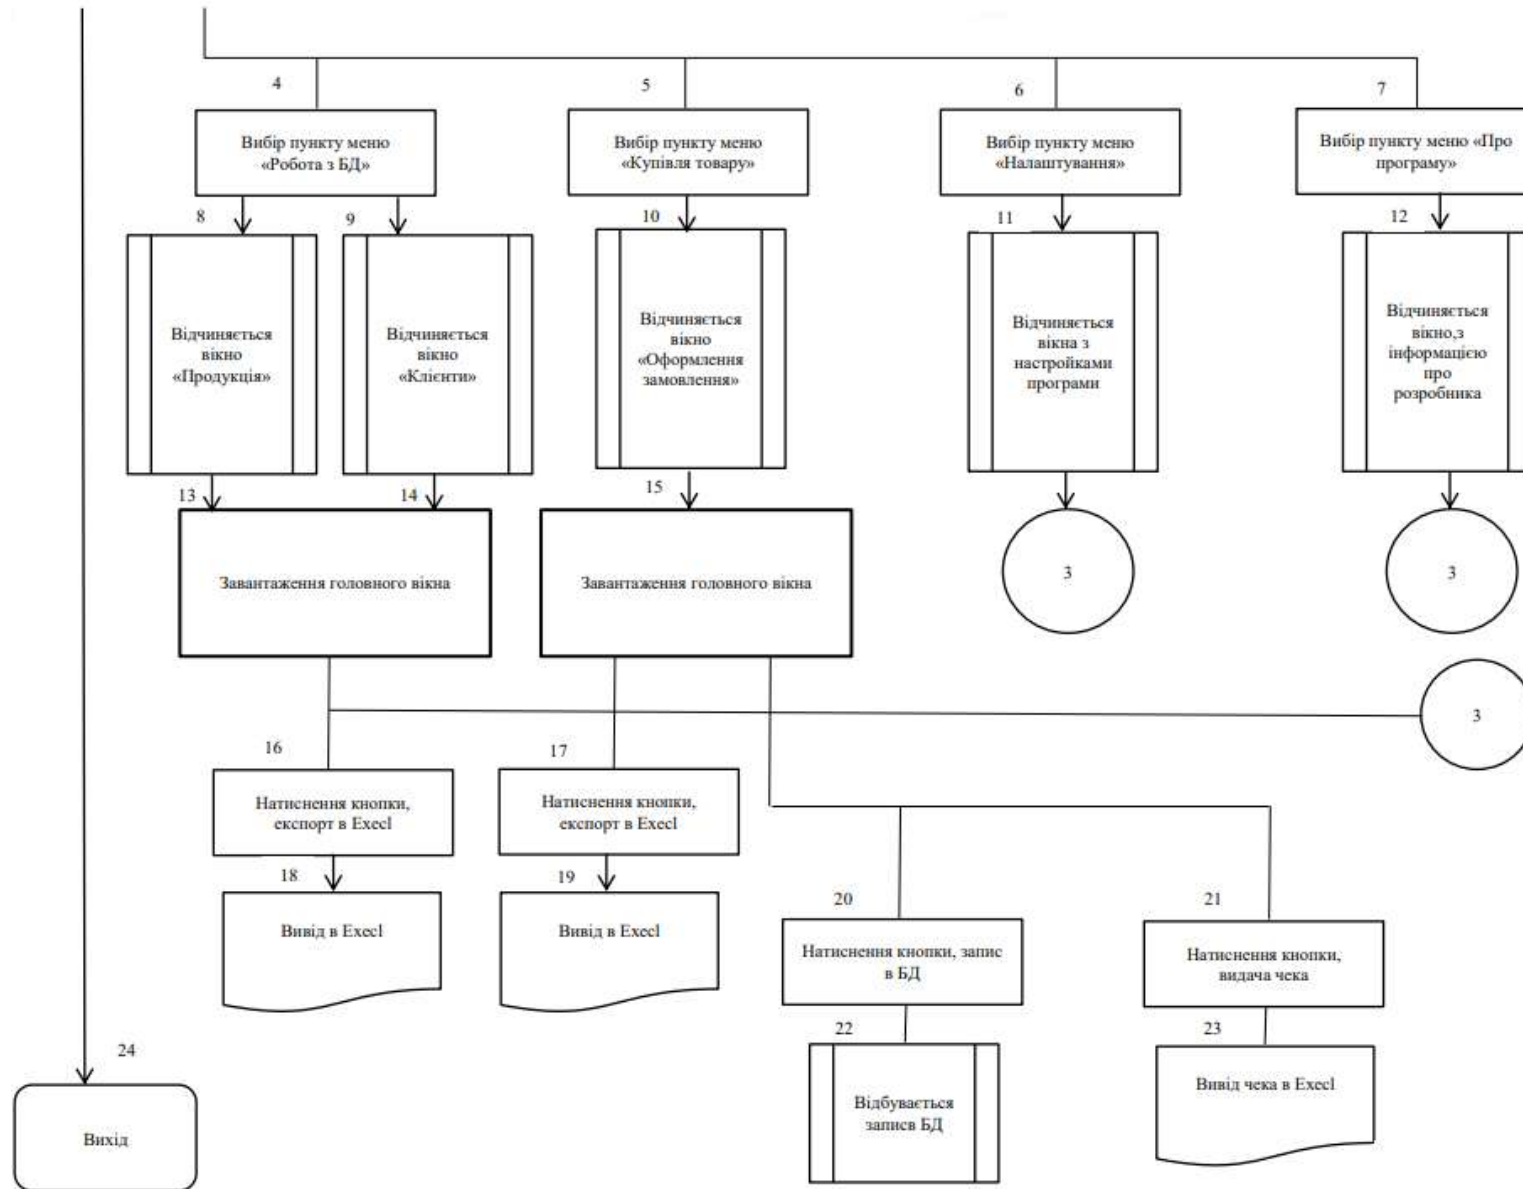 4
5
6
7
Вибір пункту меню
«Робота з БД»
Вибір пункту меню
«Купівля товару»
Вибір пункту меню
«Налаштування»
Вибір пункту меню «Про
програму»
8
9
10
11
12
Відчиняється
вікно
«Продукція»
Відчиняється
вікно
«Клієнти»
Відчиняється
вікно
«Оформлення
замовлення»
Відчиняється
вікна з
настройками
програми
Відчиняється
вікно,з
інформацією
про
розробника
13
14
15
Завантаження головного вікна
Завантаження головного вікна
3
3
3
16
17
Натиснення кнопки,
експорт в Execl
Натиснення кнопки,
експорт в Execl
18
19
Вивід в Execl
Вивід в Execl
20
21
Натиснення кнопки, запис
в БД
Натиснення кнопки,
видача чека
22
23
Відбувається
записв БД
Вивід чека в Execl
24
Вихід